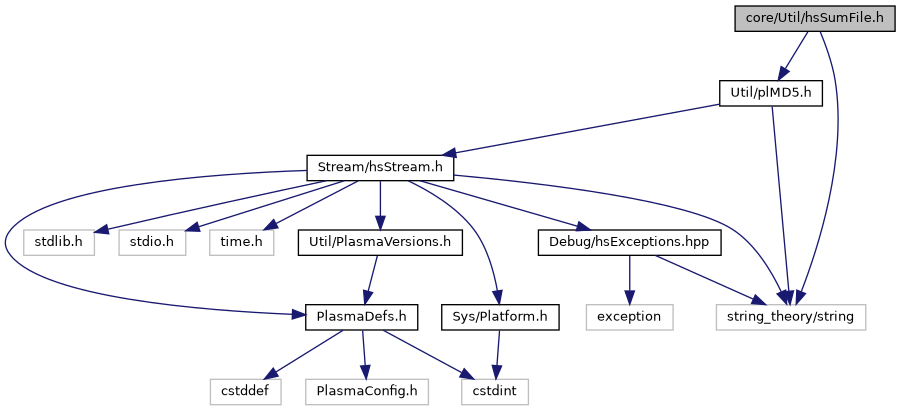 core/Util/hsSumFile.h
Util/plMD5.h
Stream/hsStream.h
stdlib.h
stdio.h
time.h
Util/PlasmaVersions.h
Debug/hsExceptions.hpp
PlasmaDefs.h
Sys/Platform.h
exception
string_theory/string
cstddef
PlasmaConfig.h
cstdint